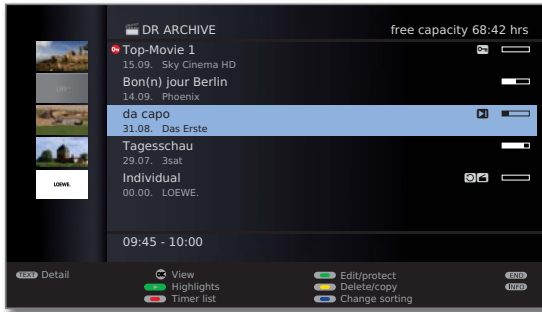 DR ARCHIVE free capacity 68:42 hrs
Top-Movie 1
15.09. Sky Cinema HD
Bon(n) jour Berlin
14.09. Phoenix
da capo
31.08. Das Erste
Tagesschau
29.07. 3sat
Individual
00.00. LOEWE.
LOEWE.
09:45 - 10:00
TEXT Detail OK View Edit/protect END
Highlights Delete/copy INFO
Timer list Change sorting